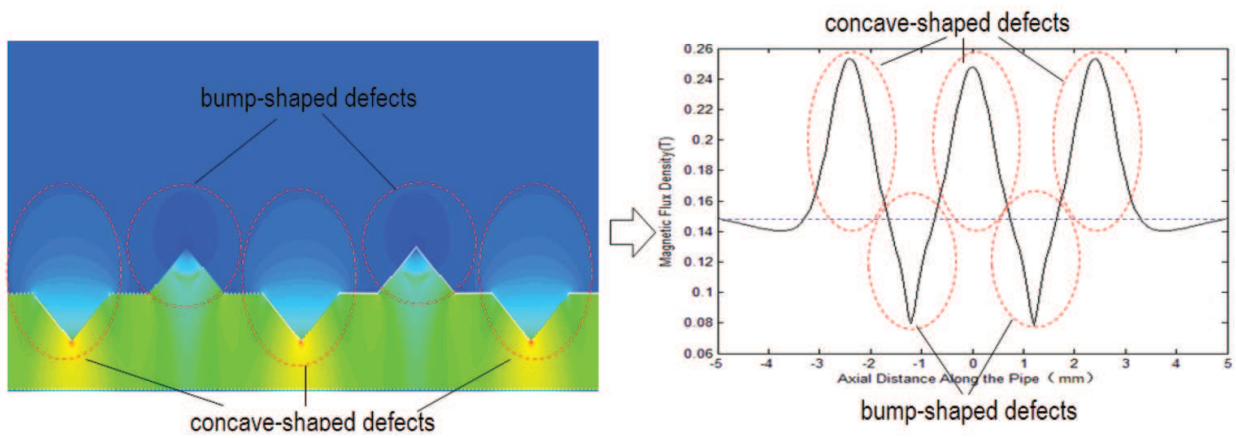 bump-shaped defects
concave-shaped defects
concave-shaped defects
Magnetic Flux Density(T)
0.26
0.24
0.22
0.2
0.18
0.16
0.14
0.12
0.1
0.08
0.06
-5 -4 -3 -2 -1 0 1 2 3 4 5
Axial Distance Along the Pipe（mm）
bump-shaped defects